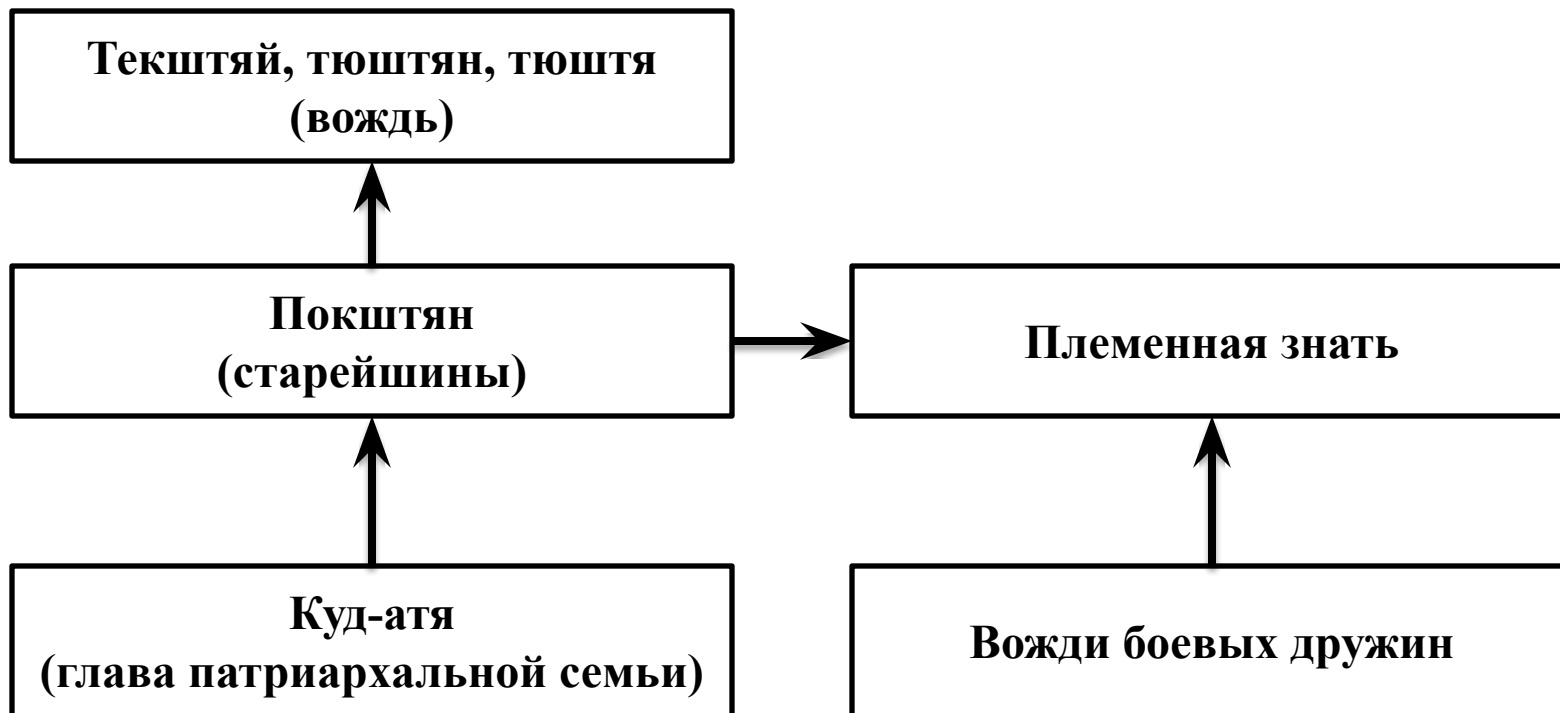 Текштяй, тюштян, тюштя
(вождь)
Покштян
(старейшины)
Племенная знать
Куд-атя
(глава патриархальной семьи)
Вожди боевых дружин